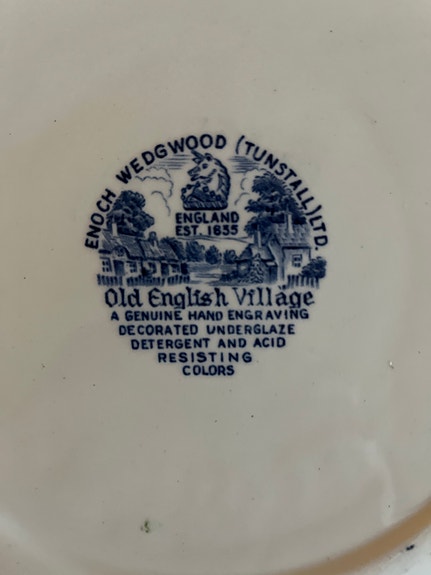 ENOCH WEDGWOOD (TUNSTALL) LTD.
ENGLAND
EST. 1835
Old English Village
A GENUINE HAND ENGRAVING
DECORATED UNDERGLAZE
DETERGENT AND ACID
RESISTING
COLORS